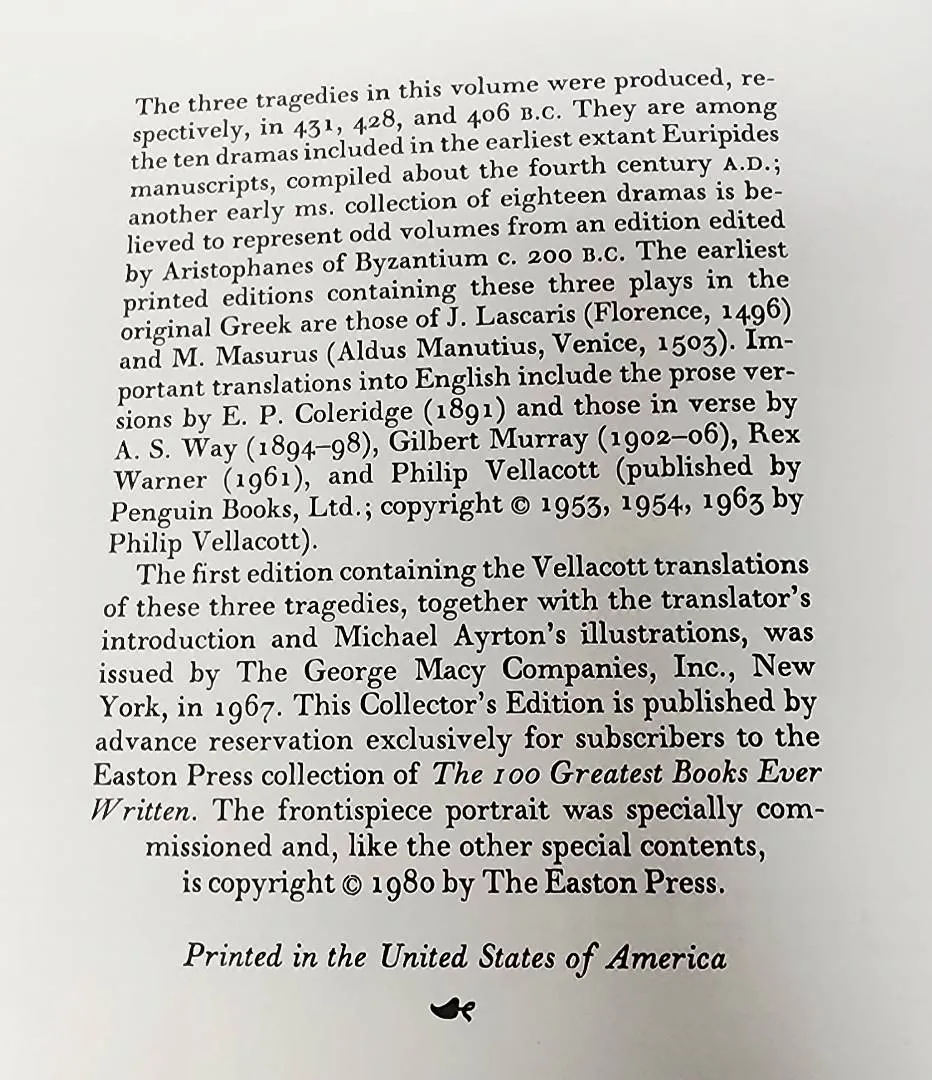 The three tragedies in this volume were produced, re-
spectively, in 431, 428, and 406 B.C. They are among
the ten dramas included in the earliest extant Euripides
manuscripts, compiled about the fourth century A.D.;
another early ms. collection of eighteen dramas is be-
lieved to represent odd volumes from an edition edited
by Aristophanes of Byzantium c. 200 B.C. The earliest
printed editions containing these three plays in the
original Greek are those of J. Lascaris (Florence, 1496)
and M. Masurus (Aldus Manutius, Venice, 1503). Im-
portant translations into English include the prose ver-
sions by E. P. Coleridge (1891) and those in verse by
A. S. Way (1894–98), Gilbert Murray (1902–06), Rex
Warner (1961), and Philip Vellacott (published by
Penguin Books, Ltd.; copyright © 1953, 1954, 1963 by
Philip Vellacott).
The first edition containing the Vellacott translations
of these three tragedies, together with the translator's
introduction and Michael Ayrton's illustrations, was
issued by The George Macy Companies, Inc., New
York, in 1967. This Collector's Edition is published by
advance reservation exclusively for subscribers to the
Easton Press collection of The 100 Greatest Books Ever
Written. The frontispiece portrait was specially com-
missioned and, like the other special contents,
is copyright © 1980 by The Easton Press.
Printed in the United States of America